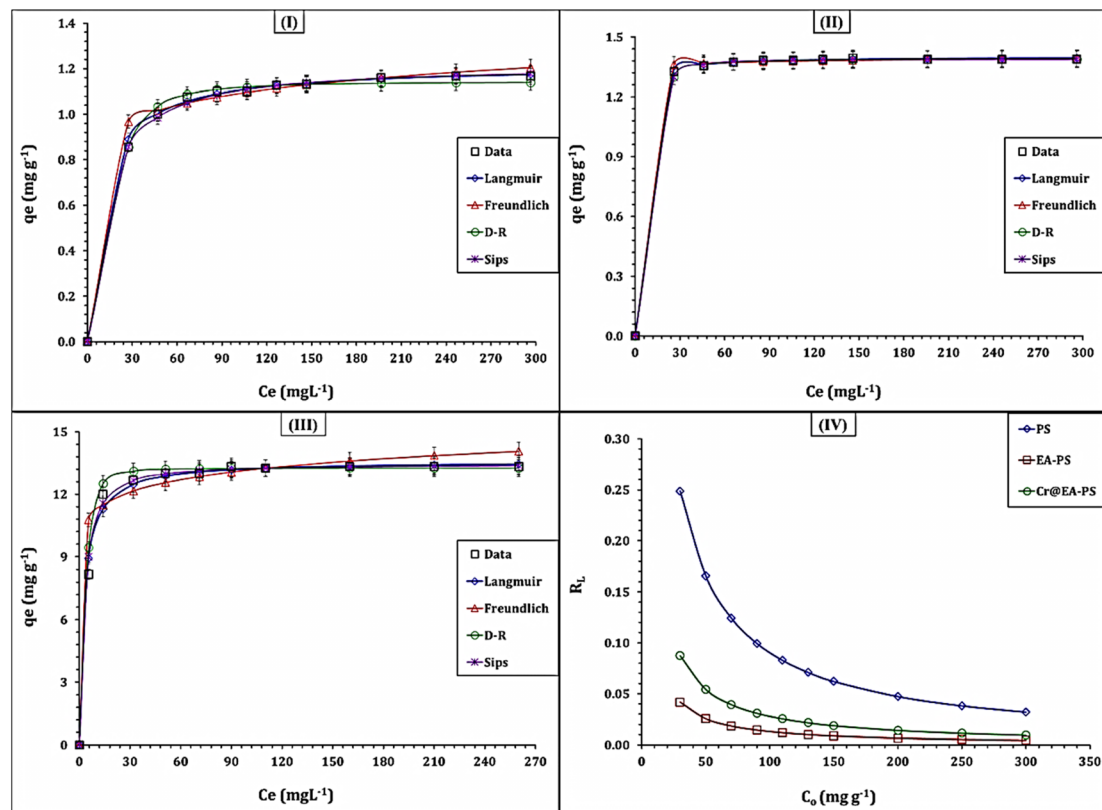 (I)
1.4
1.2
1.0
0.8
0.6
0.4
0.2
0.0
qe (mg g-1)
0 30 60 90 120 150 180 210 240 270 300
Ce (mgL-1)
Data
Langmuir
Freundlich
D-R
Sips
(II)
1.5
1.2
0.9
0.6
0.3
0.0
qe (mg g-1)
0 30 60 90 120 150 180 210 240 270 300
Ce (mgL-1)
Data
Langmuir
Freundlich
D-R
Sips
(III)
15
12
9
6
3
0
qe (mg g-1)
0 30 60 90 120 150 180 210 240 270
Ce (mgL-1)
Data
Langmuir
Freundlich
D-R
Sips
(IV)
0.30
0.25
0.20
0.15
0.10
0.05
0.00
RL
0 50 100 150 200 250 300 350
Co (mg g-1)
PS
EA-PS
Cr@EA-PS